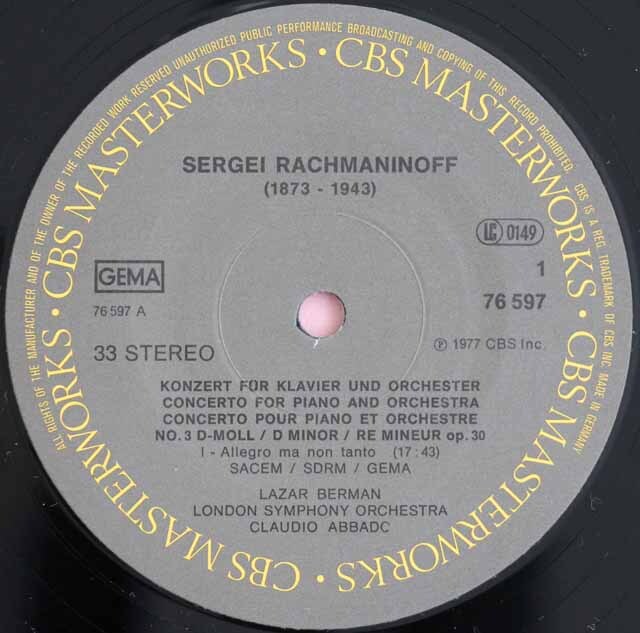 ALL RIGHTS OF THE MANUFACTURER AND OF THE OWNER OF THE RECORDED WORK RESERVED UNAUTHORIZED PUBLIC PERFORMANCE BROADCASTING AND COPYING OF THIS RECORD PROHIBITED. CBS IS A REG. TRADEMARK OF CBS INC. MADE IN GERMANY
CBS MASTERWORKS · CBS MASTERWORKS · CBS MASTERWORKS · CBS MASTERWORKS ·
SERGEI RACHMANINOFF
(1873 - 1943)
LC 0149
GEMA
1
76 597 A
76 597
33 STEREO
℗ 1977 CBS Inc.
KONZERT FÜR KLAVIER UND ORCHESTER
CONCERTO FOR PIANO AND ORCHESTRA
CONCERTO POUR PIANO ET ORCHESTRE
NO. 3 D-MOLL / D MINOR / RE MINEUR op. 30
I - Allegro ma non tanto (17:43)
SACEM / SDRM / GEMA
LAZAR BERMAN
LONDON SYMPHONY ORCHESTRA
CLAUDIO ABBADO